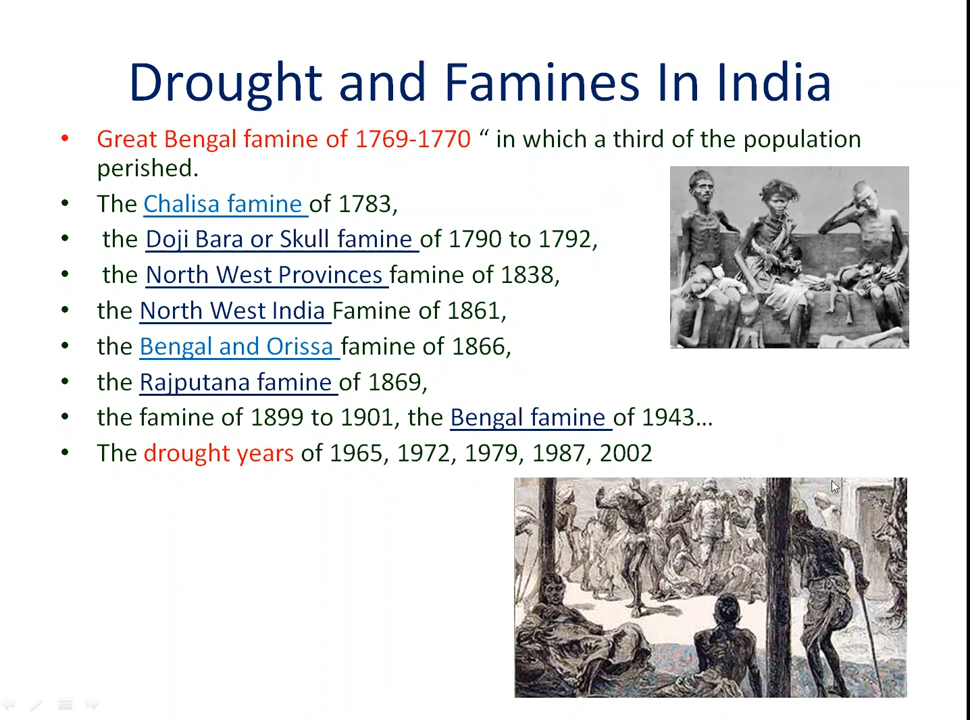 Drought and Famines In India
• Great Bengal famine of 1769-1770 “ in which a third of the population
perished.
• The Chalisa famine of 1783,
• the Doji Bara or Skull famine of 1790 to 1792,
• the North West Provinces famine of 1838,
• the North West India Famine of 1861,
• the Bengal and Orissa famine of 1866,
• the Rajputana famine of 1869,
• the famine of 1899 to 1901, the Bengal famine of 1943…
• The drought years of 1965, 1972, 1979, 1987, 2002